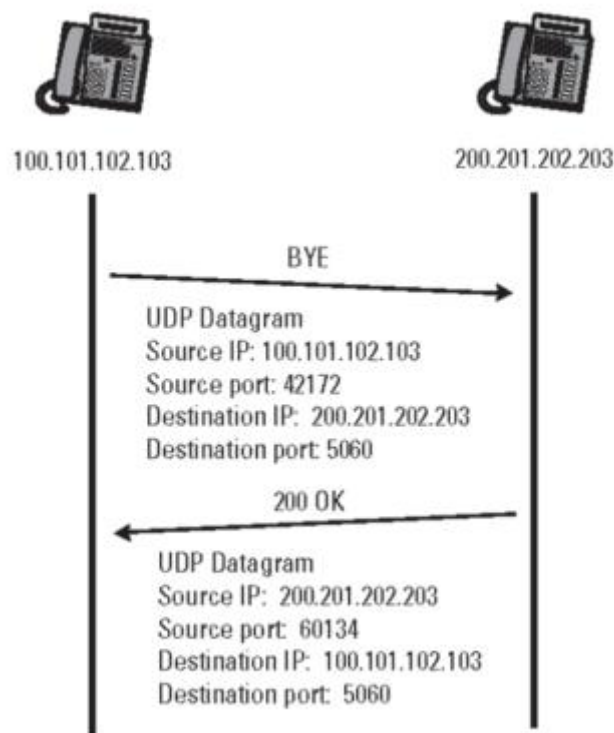 100.101.102.103
200.201.202.203
BYE
UDP Datagram
Source IP: 100.101.102.103
Source port: 42172
Destination IP: 200.201.202.203
Destination port: 5060
200 OK
UDP Datagram
Source IP: 200.201.202.203
Source port: 60134
Destination IP: 100.101.102.103
Destination port: 5060